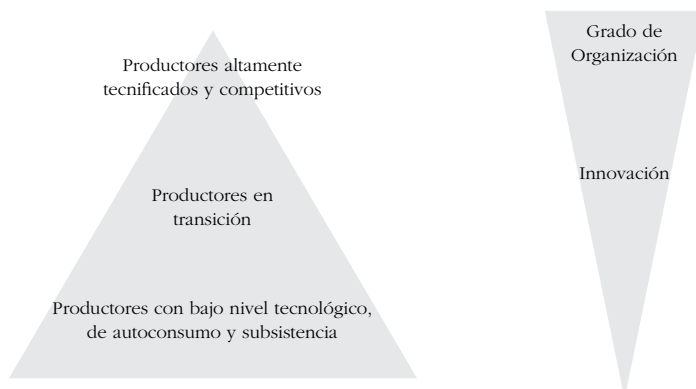 Productores altamente
tecnificados y competitivos
Productores en
transición
Productores con bajo nivel tecnológico,
de autoconsumo y subsistencia
Grado de
Organización
Innovación